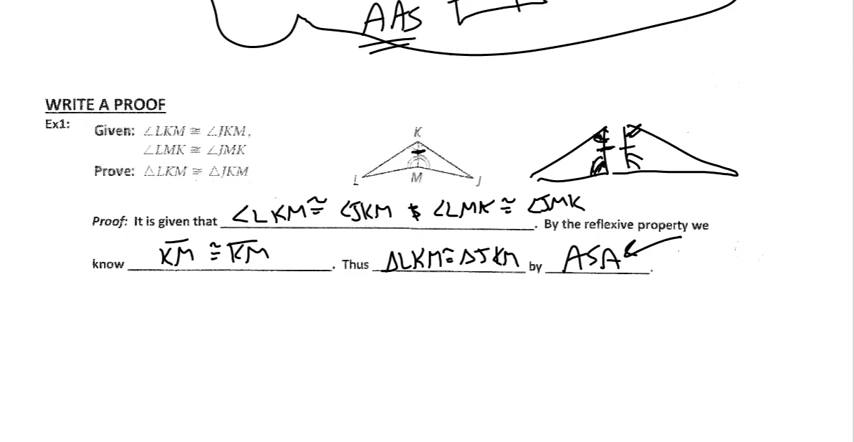 AAS
WRITE A PROOF
Ex1: Given: ∠LKM ≅ ∠JKM,
∠LMK ≅ ∠JMK
Prove: △LKM ≅ △JKM
K
L M J
Proof: It is given that ∠LKM ≅ ∠JKM & ∠LMK ≅ ∠JMK. By the reflexive property we
know KM ≅ KM. Thus △LKM ≅ △JKM by ASA.